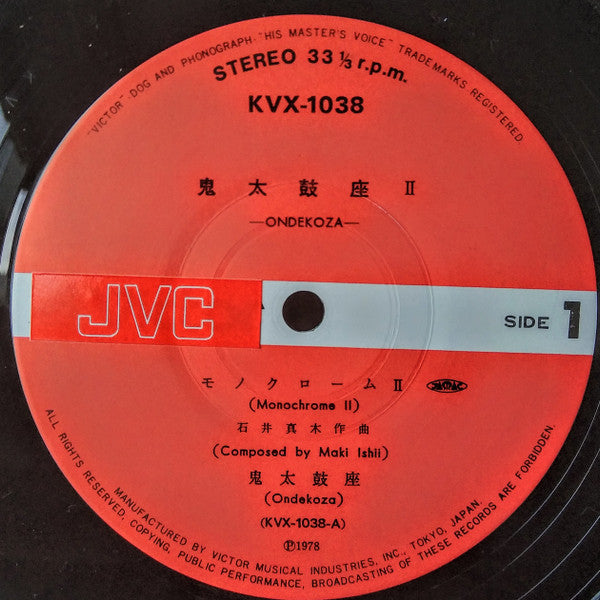 "VICTOR" "DOG AND PHONOGRAPH" "HIS MASTER'S VOICE" TRADEMARKS REGISTERED.
STEREO 33 ⅓ r.p.m.
KVX-1038
鬼太鼓座 II
—ONDEKOZA—
JVC
SIDE 1
モノクローム II
(Monochrome II)
石井真木作曲
(Composed by Maki Ishii)
鬼太鼓座
(Ondekoza)
(KVX-1038-A)
Ⓟ1978
MANUFACTURED BY VICTOR MUSICAL INDUSTRIES, INC., TOKYO, JAPAN.
ALL RIGHTS RESERVED, COPYING, PUBLIC PERFORMANCE, BROADCASTING OF THESE RECORDS ARE FORBIDDEN.